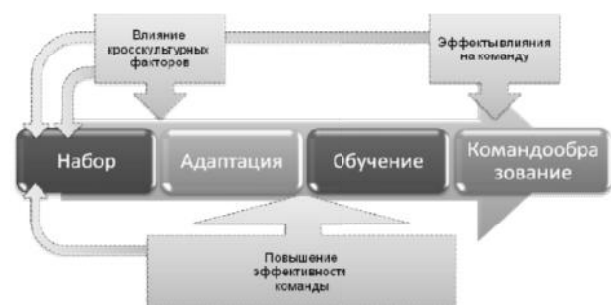 Влияние
кросскультурных
факторов
Эффекты влияния
на команду
Набор
Адаптация
Обучение
Командообра
зование
Повышение
эффективности
команды